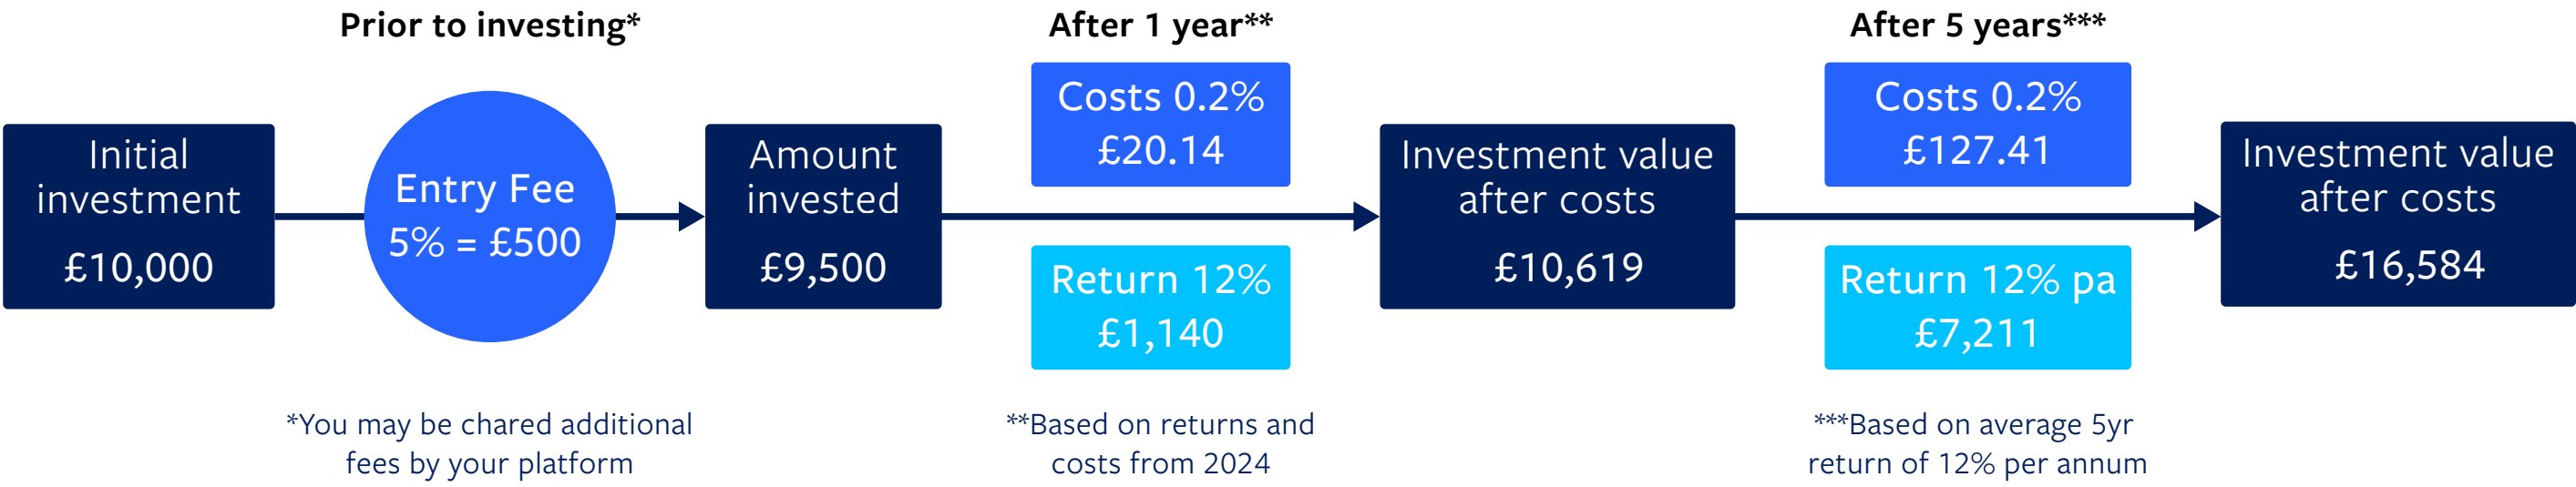 Prior to investing*
After 1 year**
After 5 years***
Initial
investment
£10,000
Entry Fee
5% = £500
Amount
invested
£9,500
Costs 0.2%
£20.14
Return 12%
£1,140
Investment value
after costs
£10,619
Costs 0.2%
£127.41
Return 12% pa
£7,211
Investment value
after costs
£16,584
*You may be chared additional
fees by your platform
**Based on returns and
costs from 2024
***Based on average 5yr
return of 12% per annum